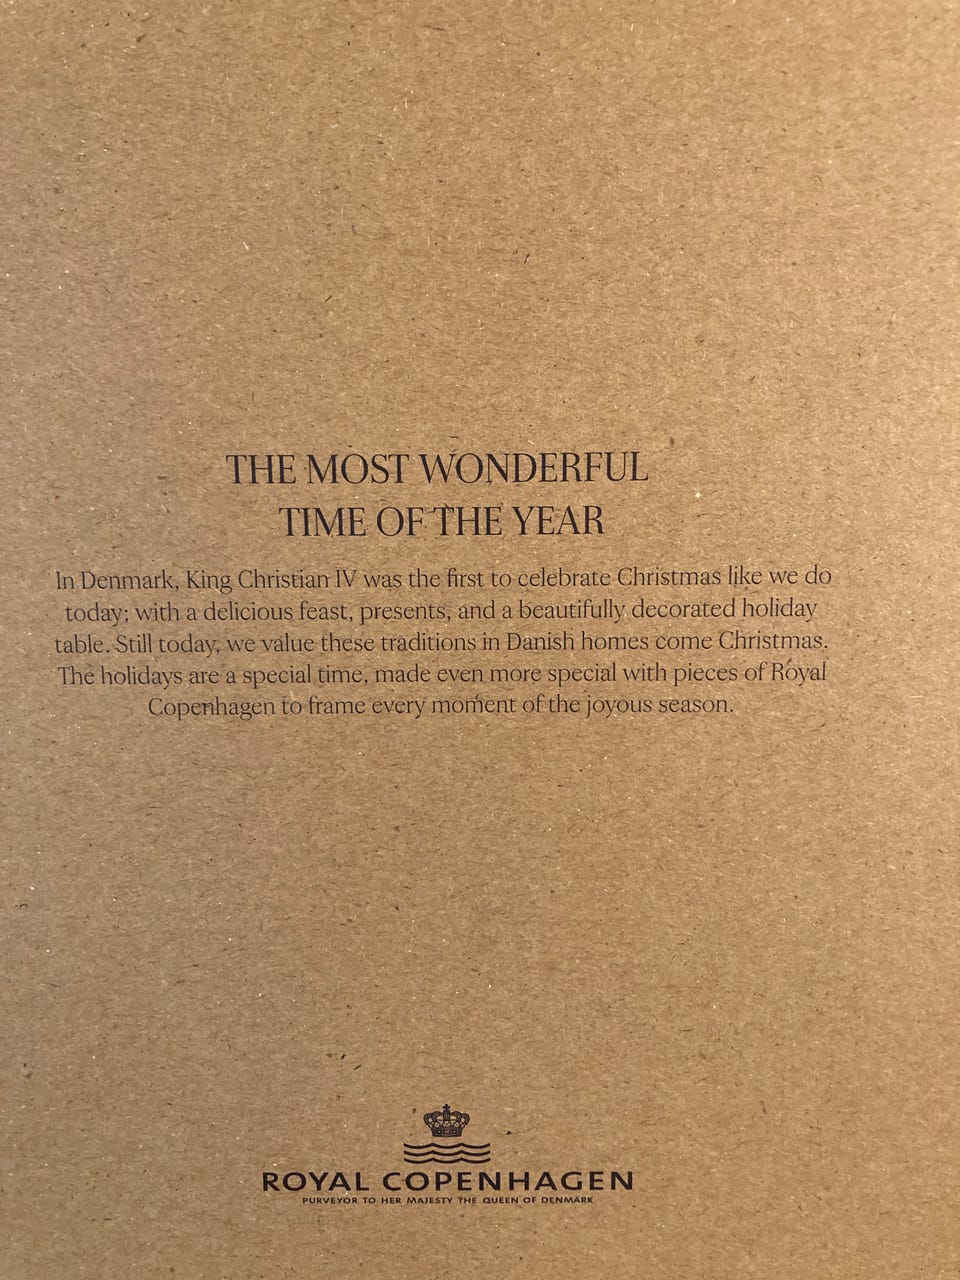 THE MOST WONDERFUL
TIME OF THE YEAR
In Denmark, King Christian IV was the first to celebrate Christmas like we do
today; with a delicious feast, presents, and a beautifully decorated holiday
table. Still today, we value these traditions in Danish homes come Christmas.
The holidays are a special time, made even more special with pieces of Royal
Copenhagen to frame every moment of the joyous season.
ROYAL COPENHAGEN
PURVEYOR TO HER MAJESTY THE QUEEN OF DENMARK